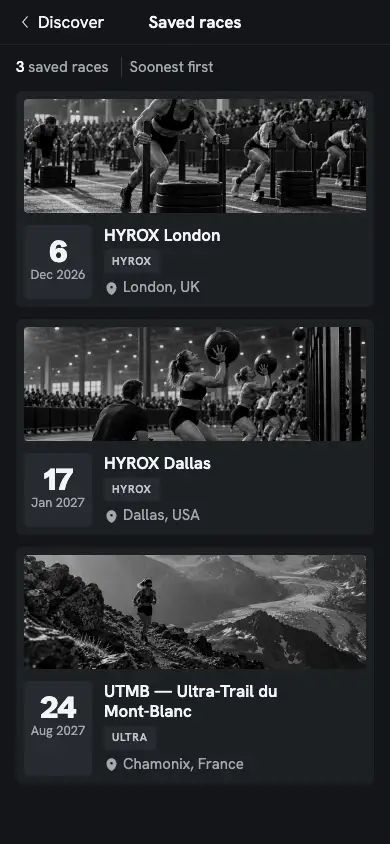 Discover
Saved races
3 saved races
Soonest first
6
Dec 2026
HYROX London
HYROX
London, UK
17
Jan 2027
HYROX Dallas
HYROX
Dallas, USA
24
Aug 2027
UTMB — Ultra-Trail du
Mont-Blanc
ULTRA
Chamonix, France